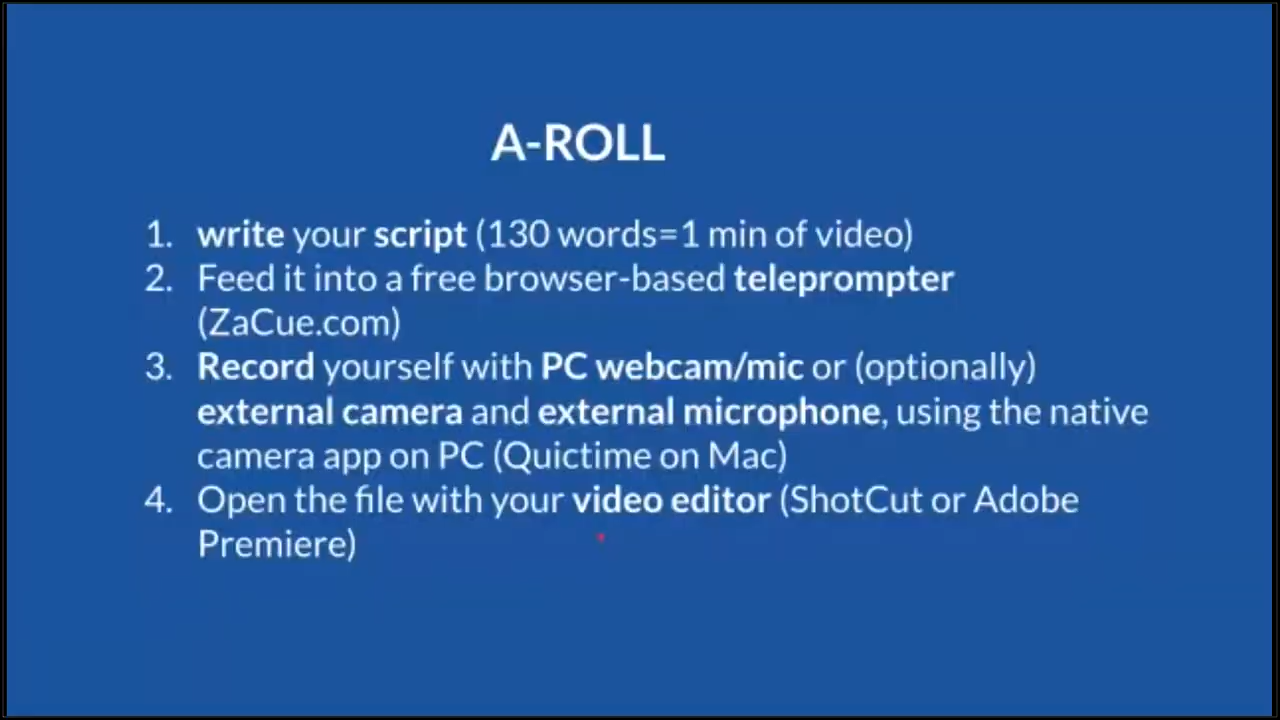 A-ROLL
1. write your script (130 words=1 min of video)
2. Feed it into a free browser-based teleprompter
(ZaCue.com)
3. Record yourself with PC webcam/mic or (optionally)
external camera and external microphone, using the native
camera app on PC (Quictime on Mac)
4. Open the file with your video editor (ShotCut or Adobe
Premiere)